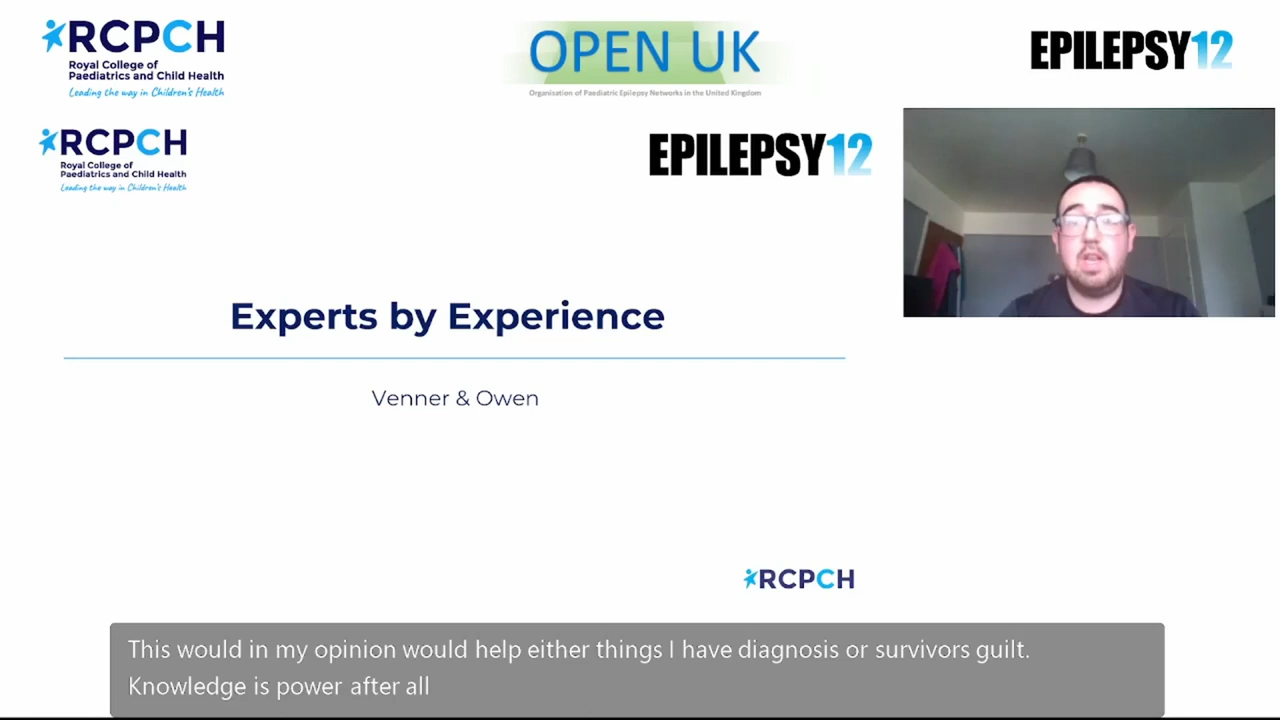 RCPCH
Royal College of
Paediatrics and Child Health
Leading the way in Children's Health
OPEN UK
Organisation of Paediatric Epilepsy Networks in the United Kingdom
EPILEPSY12
RCPCH
Royal College of
Paediatrics and Child Health
Leading the way in Children's Health
EPILEPSY12
Experts by Experience
Venner & Owen
RCPCH
This would in my opinion would help either things I have diagnosis or survivors guilt.
Knowledge is power after all